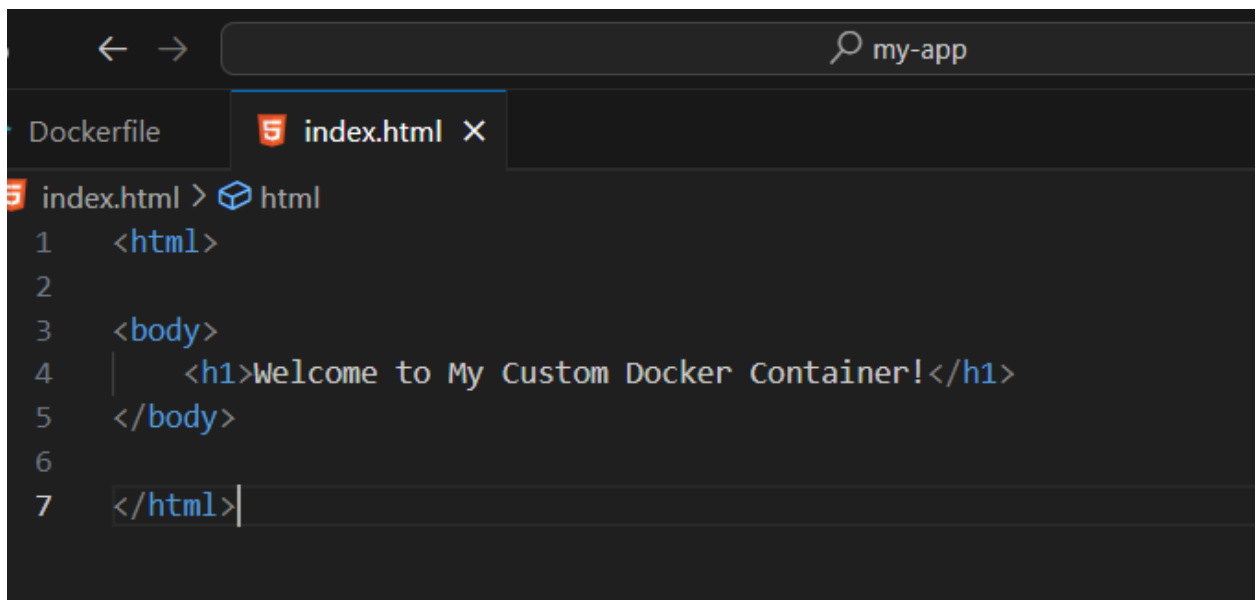 my-app
Dockerfile
index.html
index.html > html
1 <html>
2
3 <body>
4     <h1>Welcome to My Custom Docker Container!</h1>
5 </body>
6
7 </html>